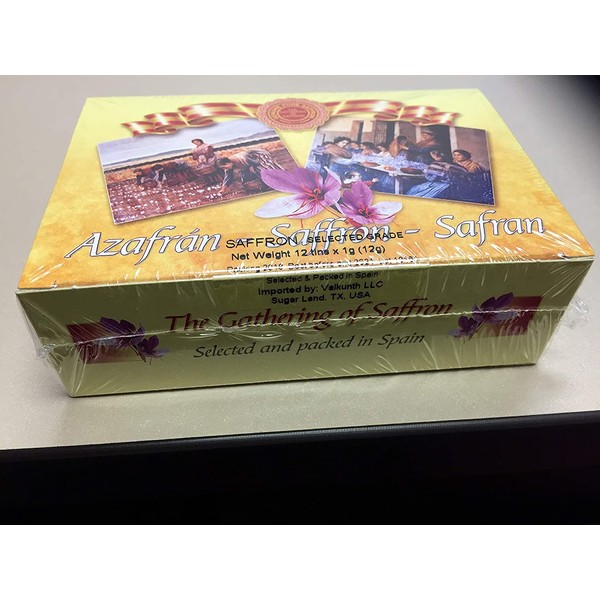 Azafrán - Saffron - Safran
SAFFRON SELECTED GRADE
Net Weight 12 tins x 1g (12g)
Selected & Packed in Spain
Imported by: Vaikunth LLC
Sugar Land, TX, USA
The Gathering of Saffron
Selected and packed in Spain